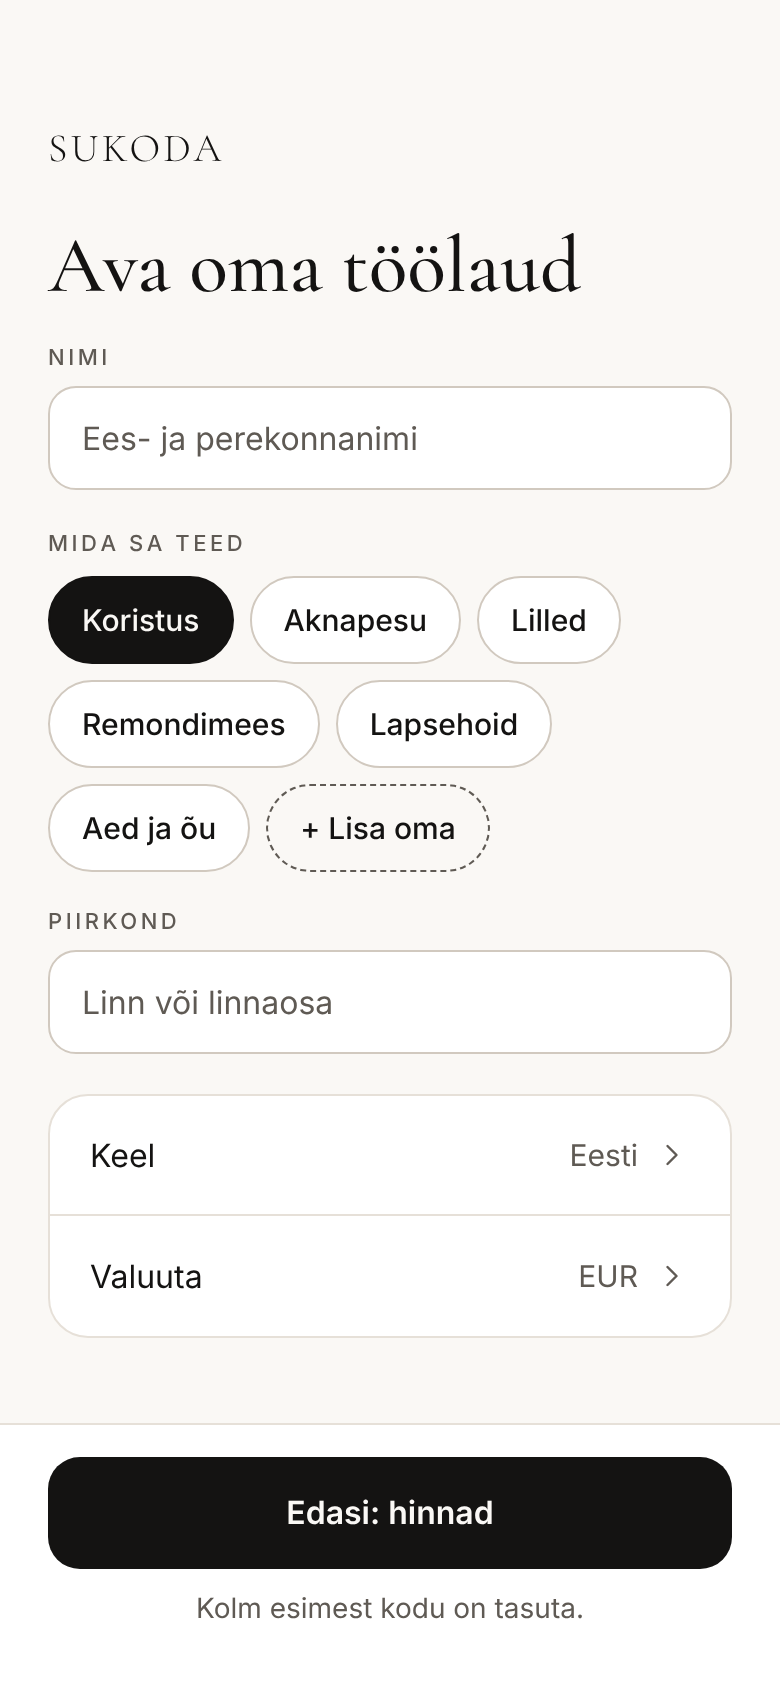 SUKODA
Ava oma töölaud
NIMI
Ees- ja perekonnanimi
MIDA SA TEED
Koristus Aknapesu Lilled
Remondimees Lapsehoid
Aed ja õu + Lisa oma
PIIRKOND
Linn või linnaosa
Keel Eesti
Valuuta EUR
Edasi: hinnad
Kolm esimest kodu on tasuta.